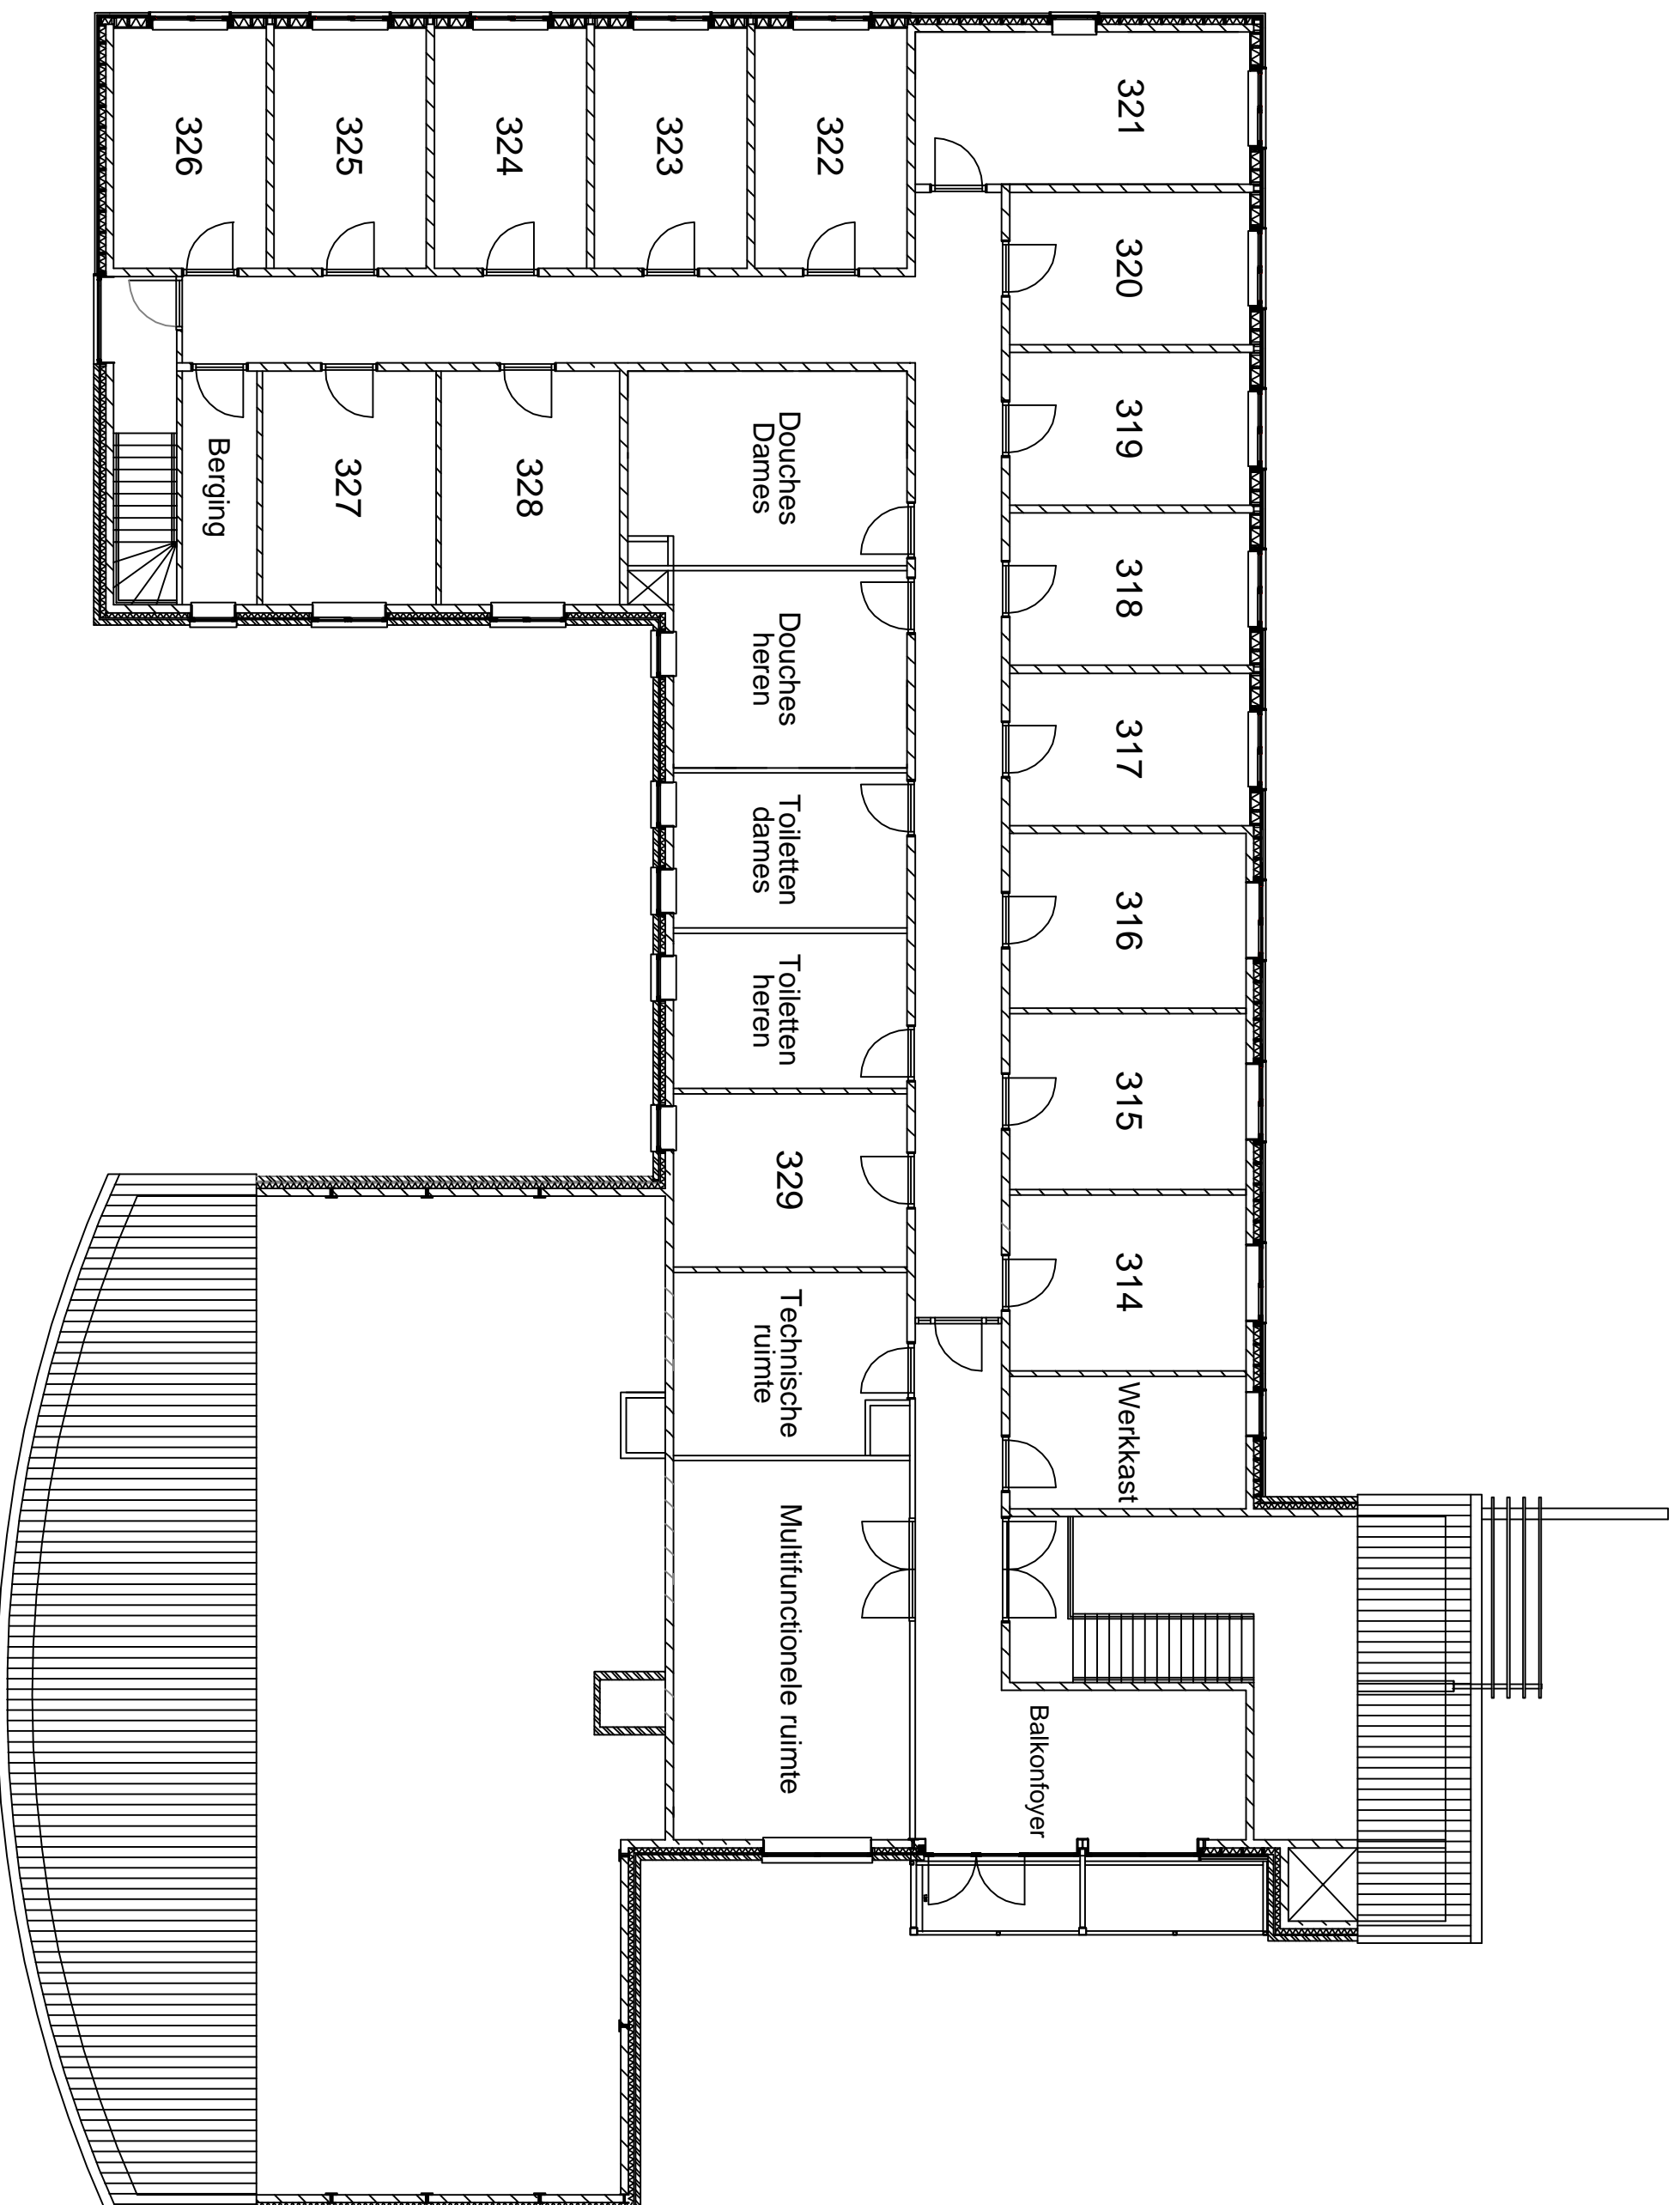 321
322
323
324
325
326
320
319
318
317
316
315
314
Werkkast
Douches
Dames
328
327
Berging
Douches
heren
Toiletten
dames
Toiletten
heren
329
Technische
ruimte
Multifunctionele ruimte
Balkonfoyer